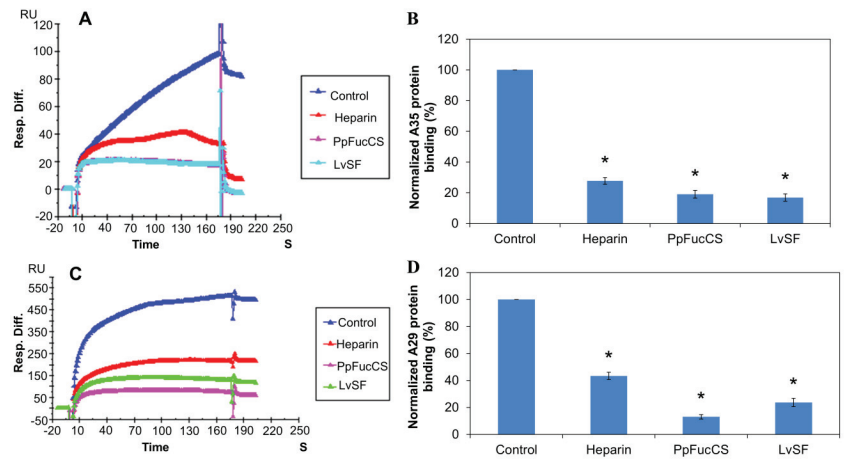 A
RU
Resp. Diff.
120
100
80
60
40
20
0
-20
-20 10 40 70 100 130 160 190 220 250
Time S
Control
Heparin
PpFucCS
LvSF
B
Normalized A35 protein
binding (%)
120
100
80
60
40
20
0
* * *
Control Heparin PpFucCS LvSF
C
RU
Resp. Diff.
550
450
350
250
150
50
-50
-20 10 40 70 100 130 160 190 220 250
Time S
Control
Heparin
PpFucCS
LvSF
D
Normalized A29 protein
binding (%)
120
100
80
60
40
20
0
* * *
Control Heparin PpFucCS LvSF